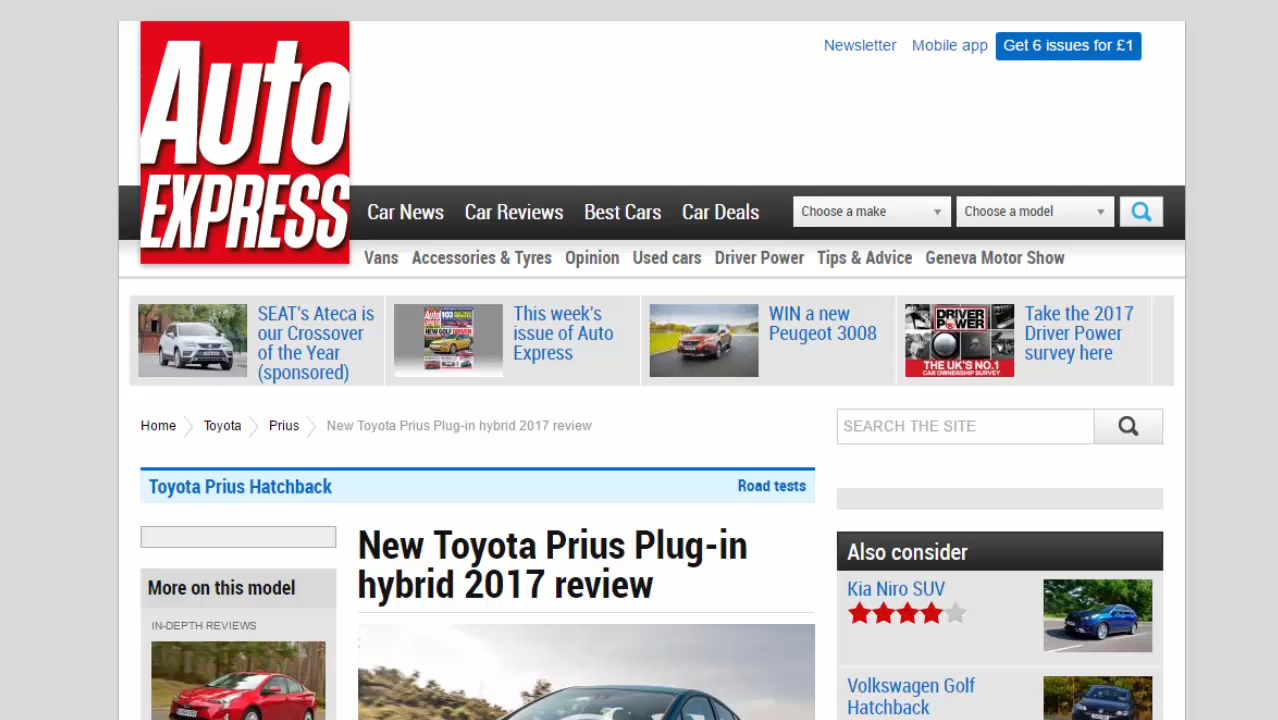 Auto
EXPRESS
Newsletter Mobile app Get 6 issues for £1
Car News Car Reviews Best Cars Car Deals Choose a make Choose a model
Vans Accessories & Tyres Opinion Used cars Driver Power Tips & Advice Geneva Motor Show
SEAT's Ateca is
our Crossover
of the Year
(sponsored)
This week's
issue of Auto
Express
WIN a new
Peugeot 3008
DRIVER
POWER
THE UK'S NO.1
CAR OWNERSHIP SURVEY
Take the 2017
Driver Power
survey here
Home Toyota Prius New Toyota Prius Plug-in hybrid 2017 review
SEARCH THE SITE
Toyota Prius Hatchback Road tests
More on this model
IN-DEPTH REVIEWS
New Toyota Prius Plug-in
hybrid 2017 review
Also consider
Kia Niro SUV
Volkswagen Golf
Hatchback